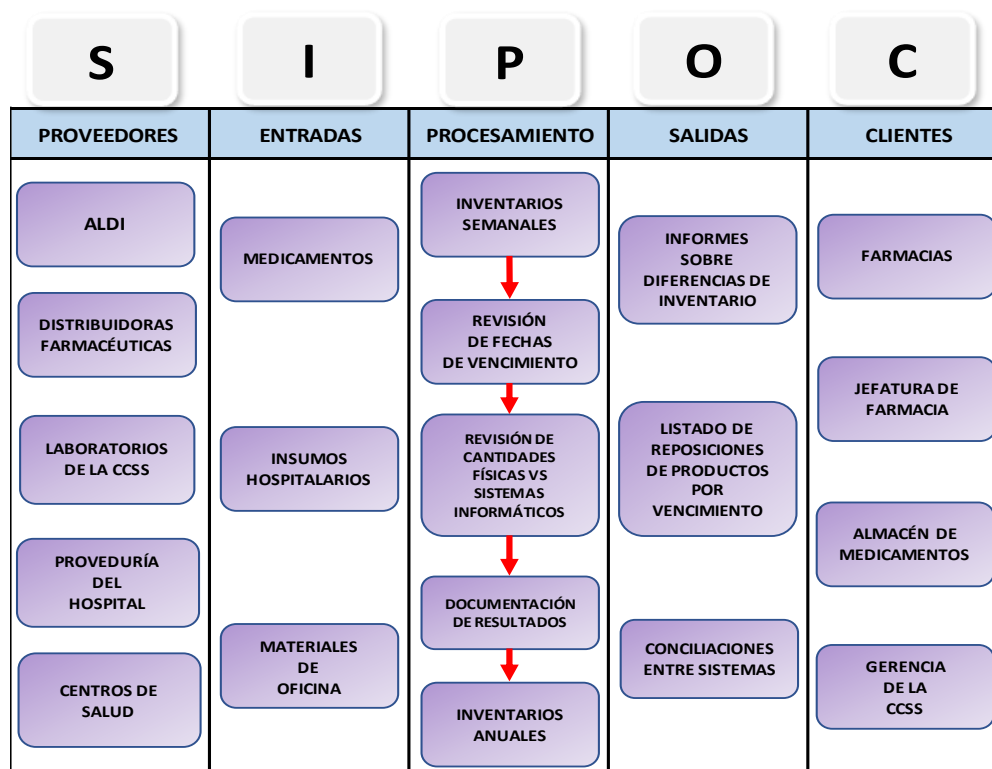 S
I
P
O
C
PROVEEDORES
ENTRADAS
PROCESAMIENTO
SALIDAS
CLIENTES
ALDI
DISTRIBUIDORAS
FARMACÉUTICAS
LABORATORIOS
DE LA CCSS
PROVEDURÍA
DEL
HOSPITAL
CENTROS DE
SALUD
MEDICAMENTOS
INSUMOS
HOSPITALARIOS
MATERIALES
DE
OFICINA
INVENTARIOS
SEMANALES
REVISIÓN
DE FECHAS
DE VENCIMIENTO
REVISIÓN DE
CANTIDADES
FÍSICAS VS
SISTEMAS
INFORMÁTICOS
DOCUMENTACIÓN
DE RESULTADOS
INVENTARIOS
ANUALES
INFORMES
SOBRE
DIFERENCIAS DE
INVENTARIO
LISTADO DE
REPOSICIONES
DE PRODUCTOS
POR
VENCIMIENTO
CONCILIACIONES
ENTRE SISTEMAS
FARMACIAS
JEFATURA DE
FARMACIA
ALMACÉN DE
MEDICAMENTOS
GERENCIA
DE LA
CCSS